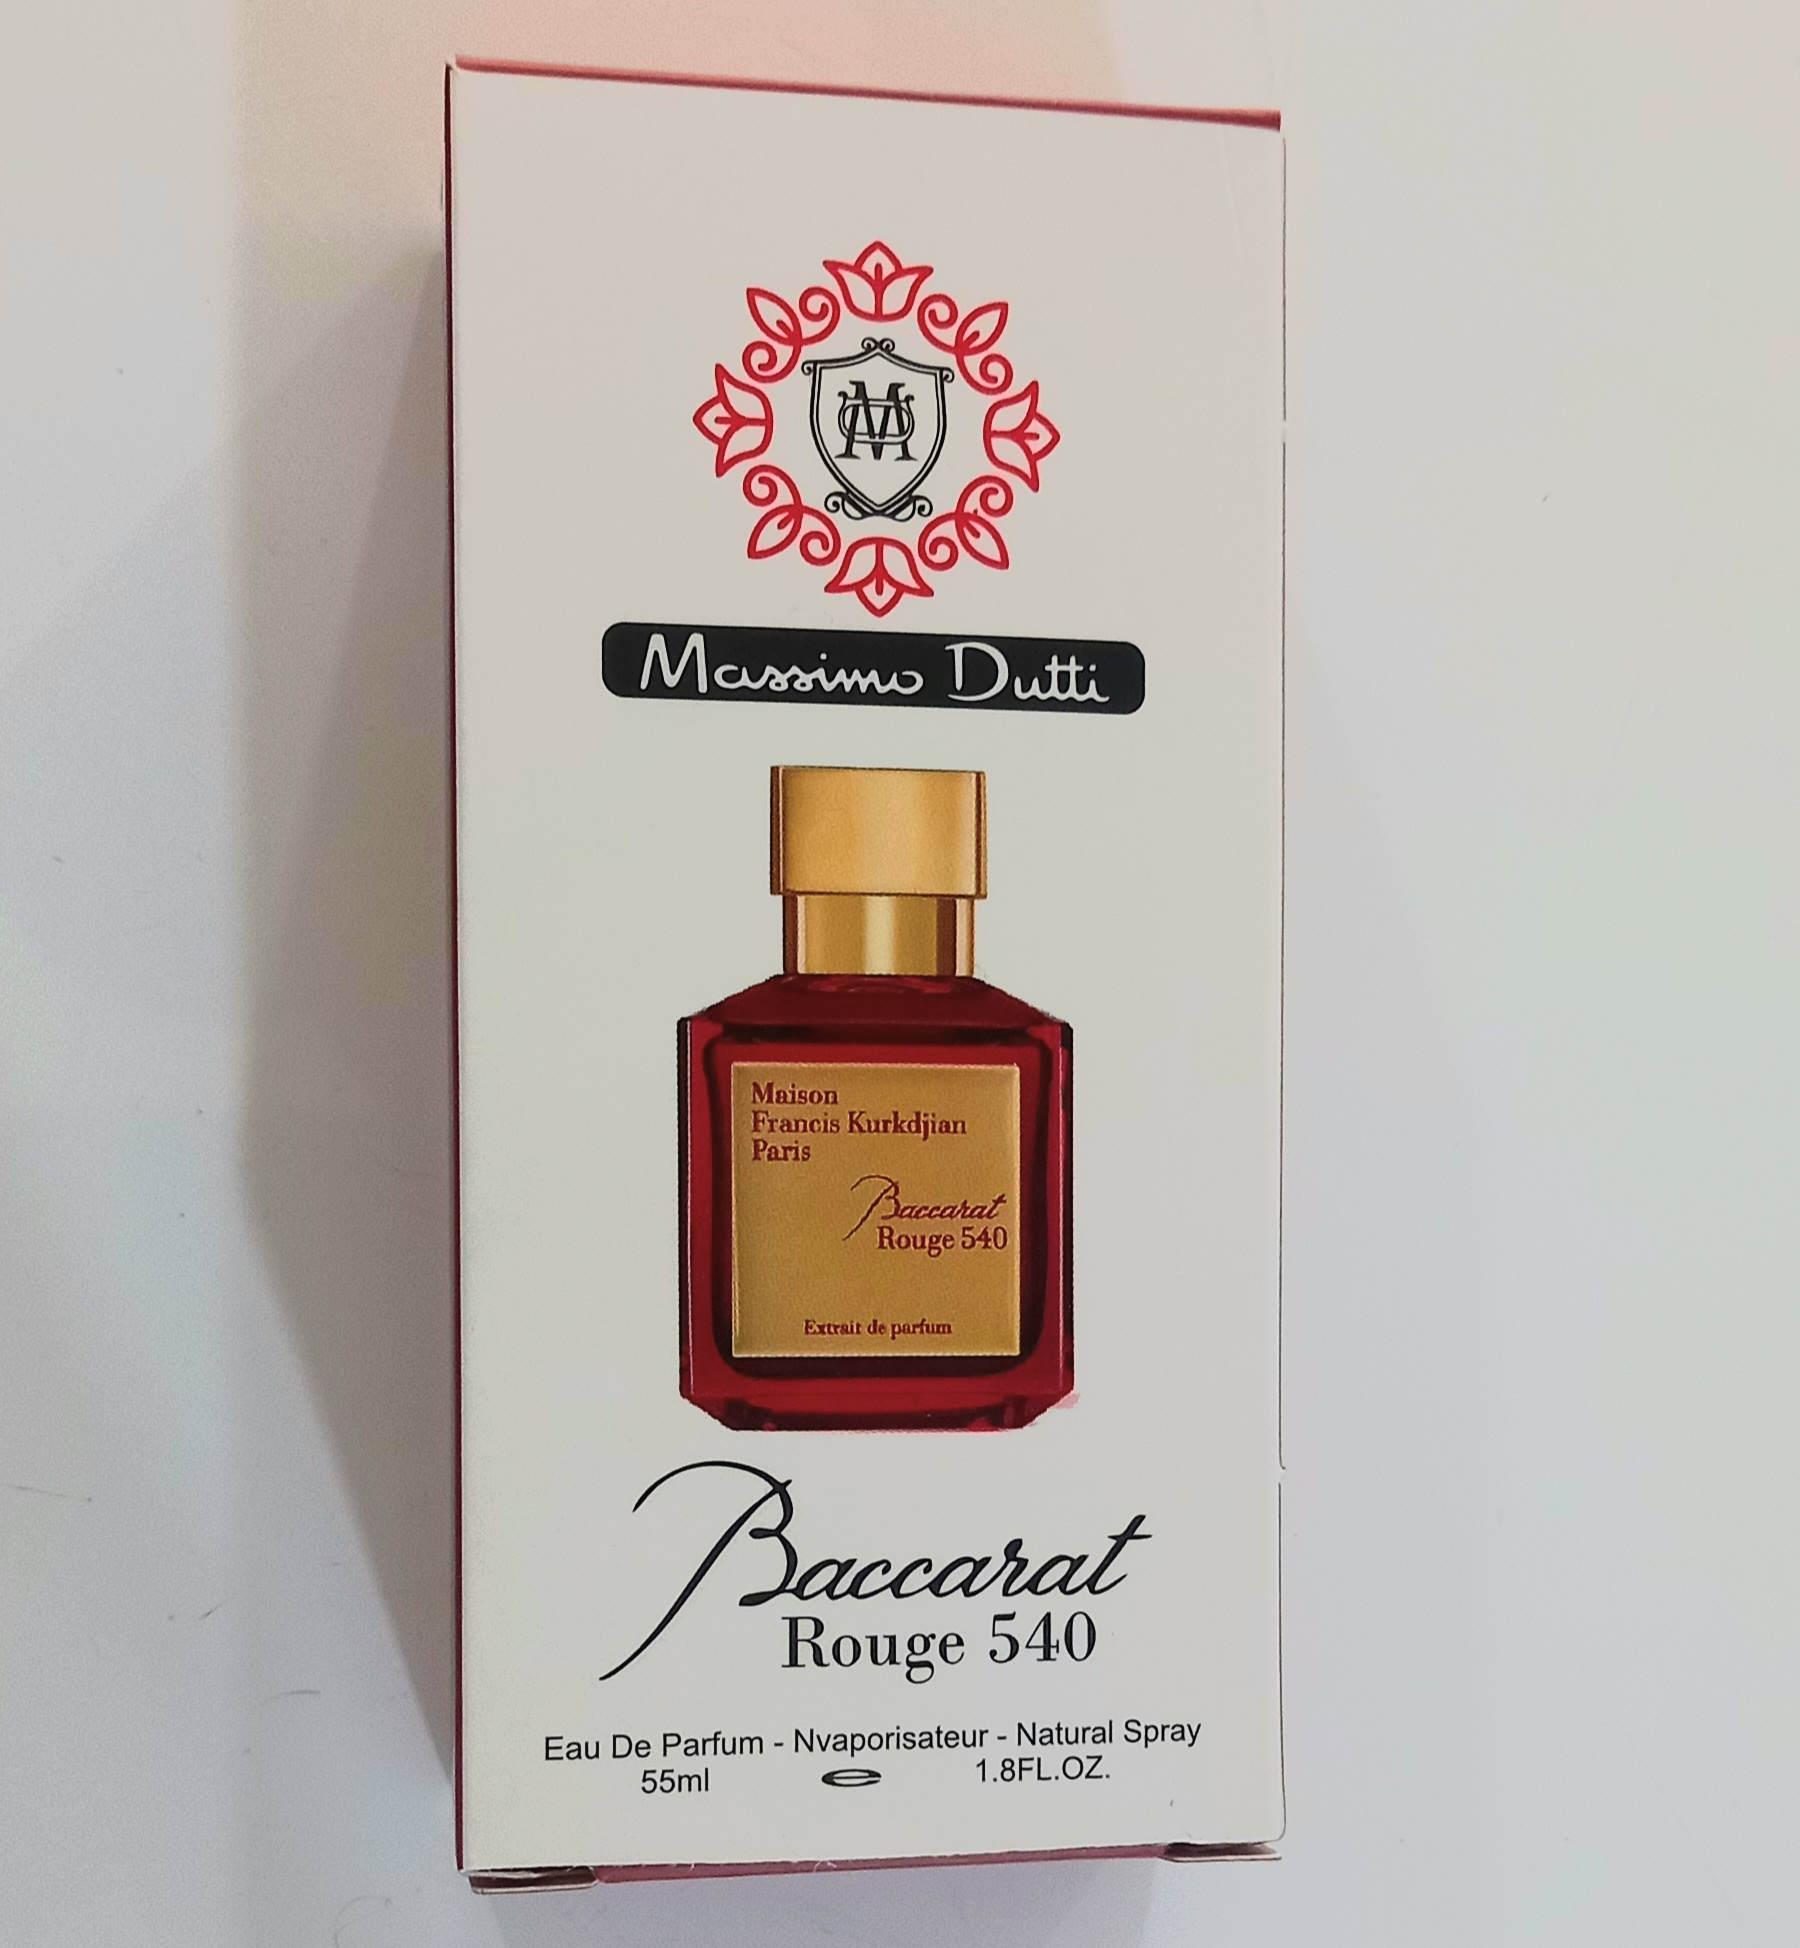 Massimo Dutti
Maison
Francis Kurkdjian
Paris
Baccarat
Rouge 540
Extrait de parfum
Baccarat
Rouge 540
Eau De Parfum - Nvaporisateur - Natural Spray
55ml e 1.8FL.OZ.